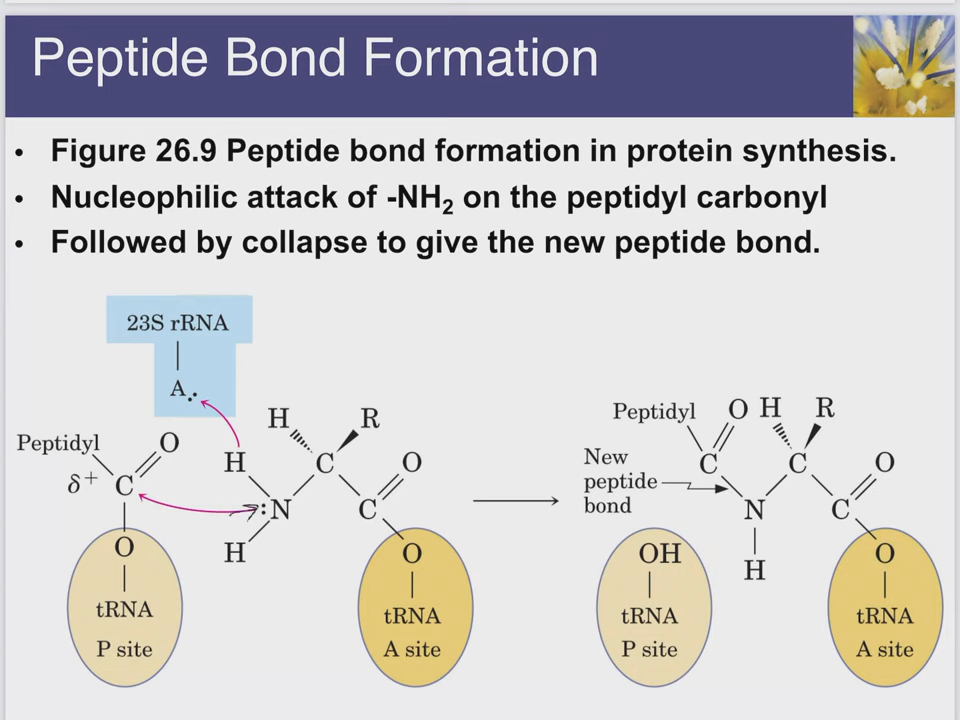 Peptide Bond Formation
• Figure 26.9 Peptide bond formation in protein synthesis.
• Nucleophilic attack of -NH₂ on the peptidyl carbonyl
• Followed by collapse to give the new peptide bond.
23S rRNA
A:
Peptidyl
O
δ+
C
O
tRNA
P site
H
R
H
C
O
:N
C
H
O
tRNA
A site
Peptidyl
O
H
R
New
peptide
bond
C
C
O
N
C
H
OH
tRNA
P site
O
tRNA
A site